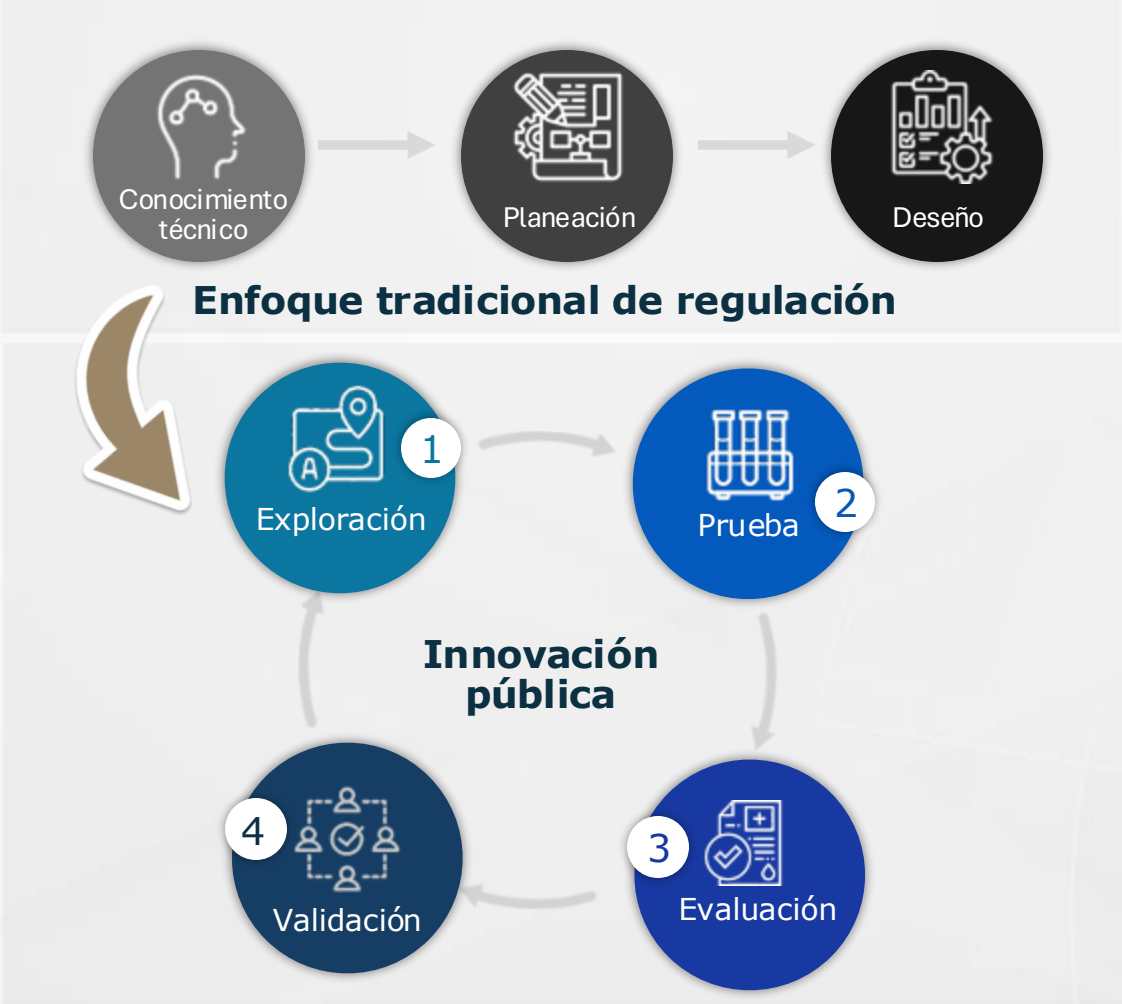 Conocimiento
técnico
Planeación
Deseño
Enfoque tradicional de regulación
1
Exploración
2
Prueba
A
Innovación
pública
4
Validación
3
Evaluación